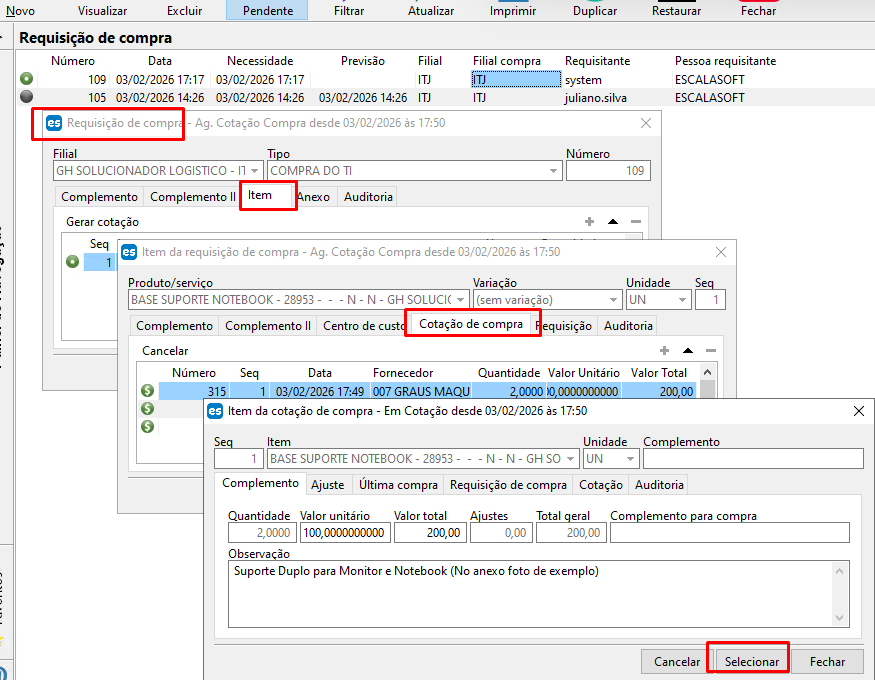 Novo Visualizar Excluir Pendente Filtrar Atualizar Imprimir Duplicar Restaurar Fechar
Requisição de compra
Número Data Necessidade Previsão Filial Filial compra Requisitante Pessoa requisitante
109 03/02/2026 17:17 03/02/2026 17:17 ITJ ITJ system ESCALASOFT
105 03/02/2026 14:26 03/02/2026 14:26 03/02/2026 14:26 ITJ ITJ juliano.silva ESCALASOFT
es Requisição de compra - Ag. Cotação Compra desde 03/02/2026 às 17:50
Filial Tipo Número
GH SOLUCIONADOR LOGISTICO - IT COMPRA DO TI 109
Complemento Complemento II Item Anexo Auditoria
Gerar cotação
Seq
1
es Item da requisição de compra - Ag. Cotação Compra desde 03/02/2026 às 17:50
Produto/serviço Variação Unidade Seq
BASE SUPORTE NOTEBOOK - 28953 - - - N - N - GH SOLUCIO (sem variação) UN 1
Complemento Complemento II Centro de custo Cotação de compra Requisição Auditoria
Cancelar
Número Seq Data Fornecedor Quantidade Valor Unitário Valor Total
315 1 03/02/2026 17:49 007 GRAUS MAQU 2,0000 00,0000000000 200,00
es Item da cotação de compra - Em Cotação desde 03/02/2026 às 17:50
Seq Item Unidade Complemento
1 BASE SUPORTE NOTEBOOK - 28953 - - - N - N - GH SO UN
Complemento Ajuste Última compra Requisição de compra Cotação Auditoria
Quantidade Valor unitário Valor total Ajustes Total geral Complemento para compra
2,0000 100,0000000000 200,00 0,00 200,00
Observação
Suporte Duplo para Monitor e Notebook (No anexo foto de exemplo)
Cancelar Selecionar Fechar